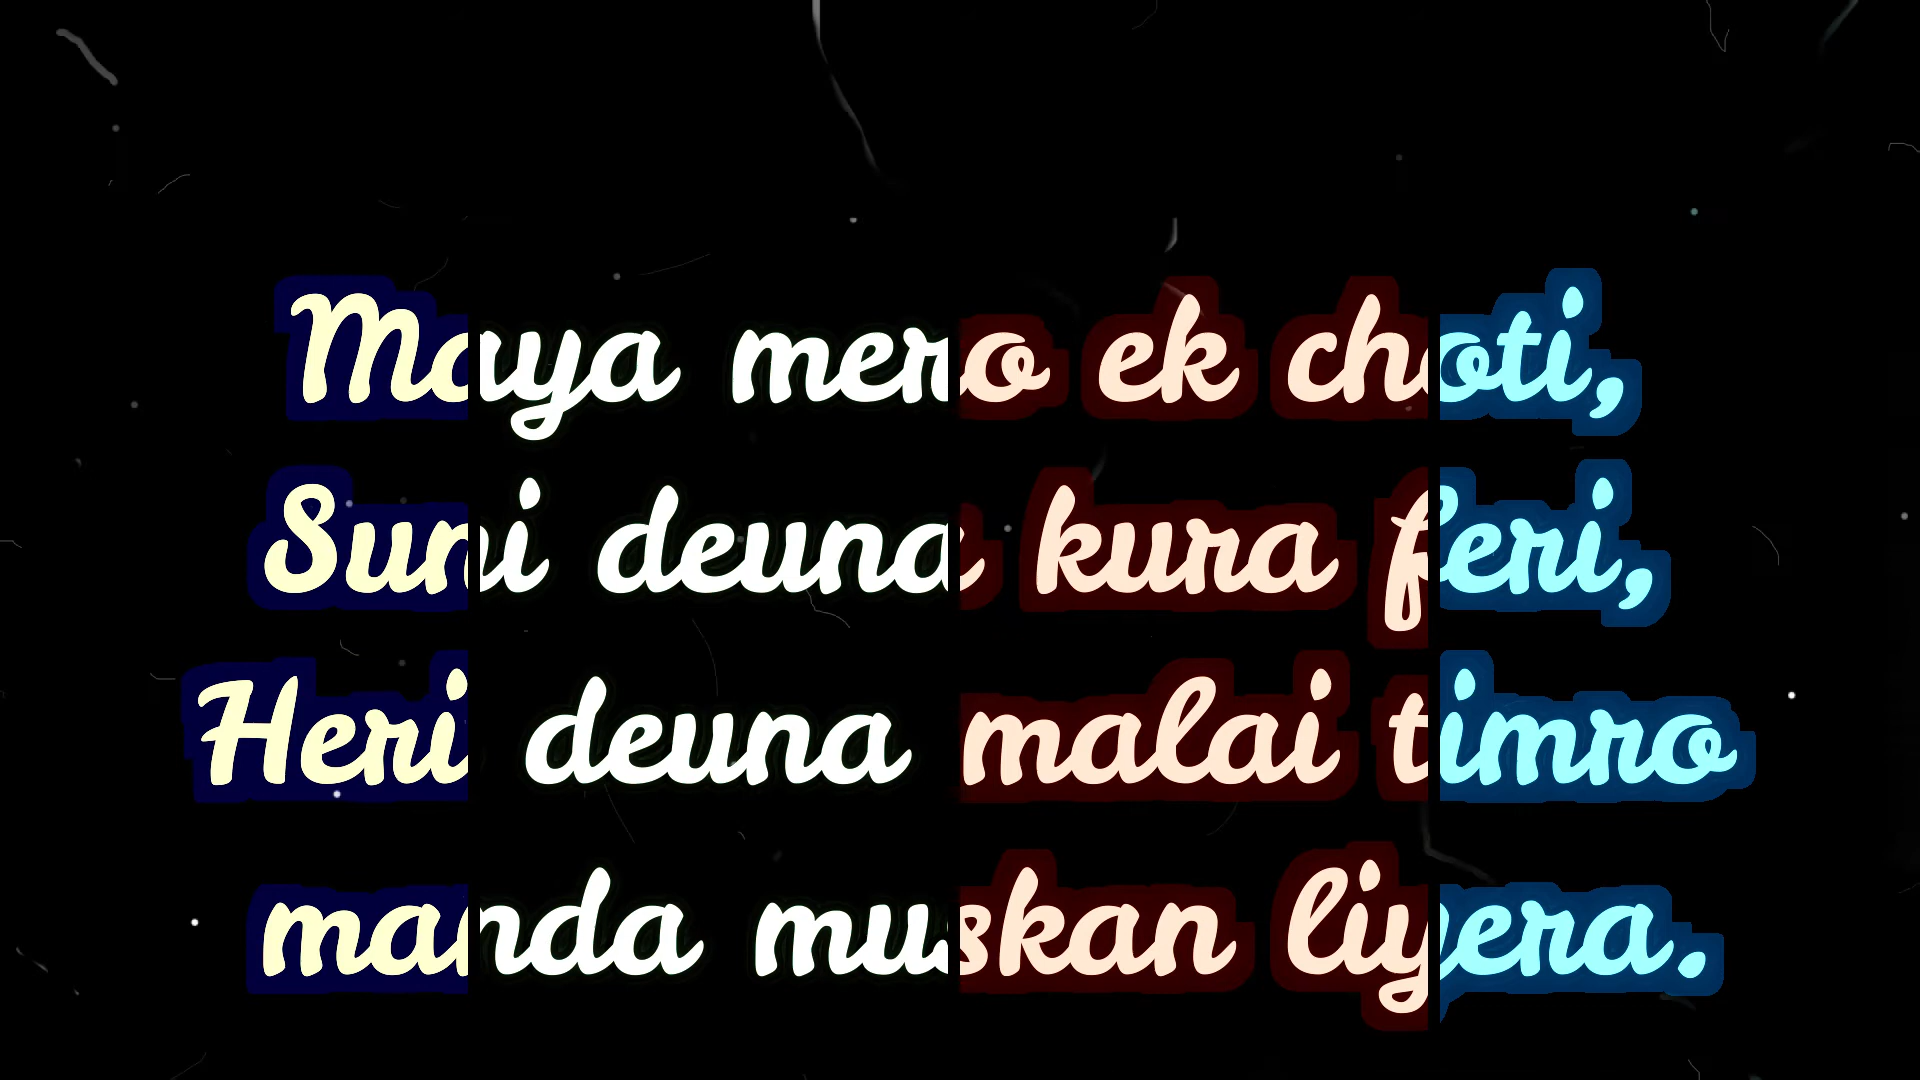 Maya mero ek choti,
Suni deuna kura feri,
Heri deuna malai timro
manda muskan liyera.